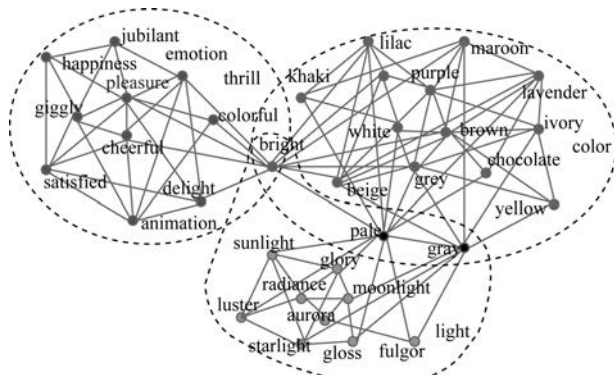 jubilant
lilac
maroon
happiness
emotion
pleasure
thrill
khaki
purple
lavender
giggly
colorful
white
brown
ivory
cheerful
bright
color
chocolate
satisfied
delight
beige
grey
animation
yellow
pale
sunlight
gray
glory
radiance
moonlight
luster
aurora
light
starlight
gloss
fulgor